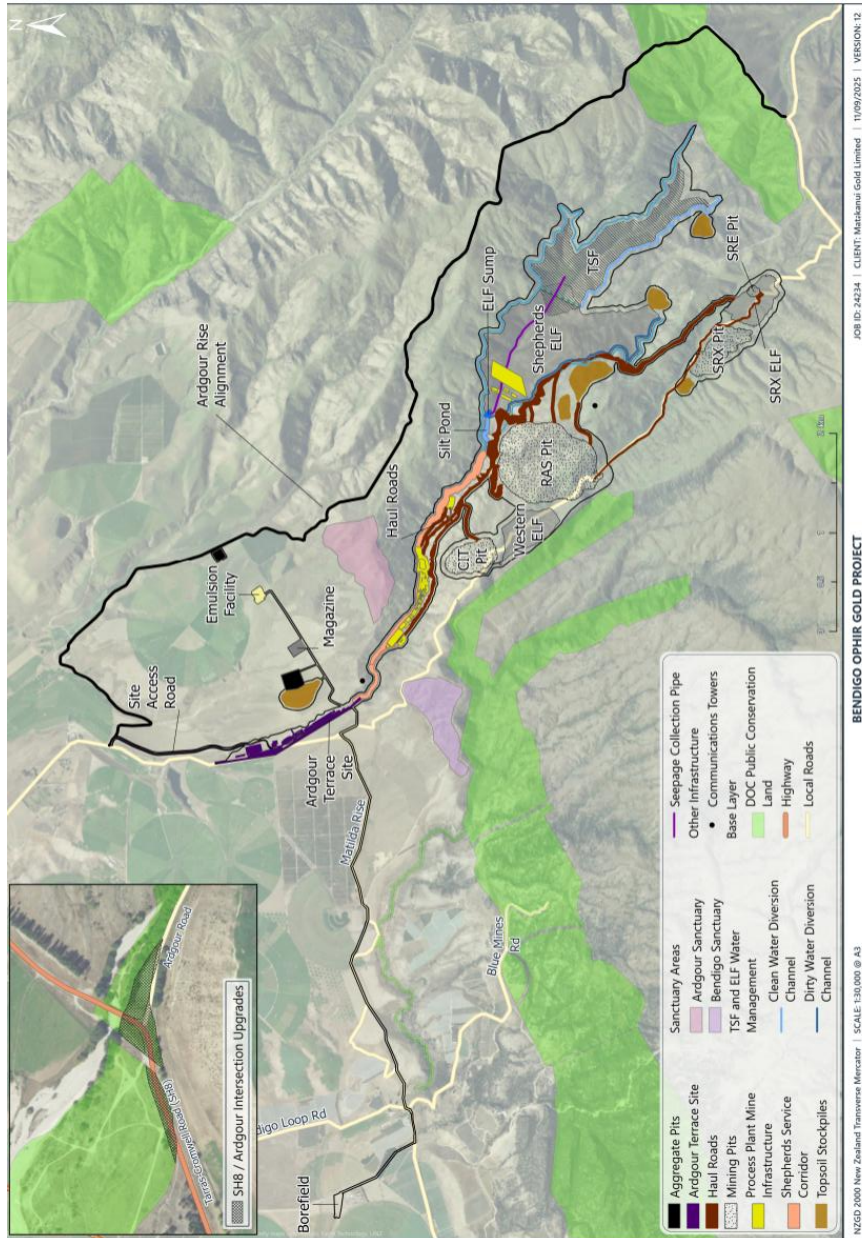 N
SH8 / Ardgour Intersection Upgrades
Tarras-Cromwell Road (SH8)
Ardgour Road
Site
Access
Road
Emulsion
Facility
Magazine
Ardgour Rise
Alignment
Haul Roads
Ardgour
Terrace
Site
Matilda Rise
digo Loop Rd
Borefield
Blue Mines
Rd
Silt Pond
ELF Sump
Shepherds
ELF
TSF
CIT
Pit
Western
ELF
RAS Pit
SRX Pit
SRE Pit
SRX ELF
0.5
1
2 km
Aggregate Pits
Ardgour Terrace Site
Haul Roads
Mining Pits
Process Plant Mine
Infrastructure
Shepherds Service
Corridor
Topsoil Stockpiles
Sanctuary Areas
Ardgour Sanctuary
Bendigo Sanctuary
TSF and ELF Water
Management
Clean Water Diversion
Channel
Dirty Water Diversion
Channel
Seepage Collection Pipe
Other Infrastructure
Communications Towers
Base Layer
DOC Public Conservation
Land
Highway
Local Roads
NZGD 2000 New Zealand Transverse Mercator | SCALE: 1:30,000 @ A3
BENDIGO OPHIR GOLD PROJECT
JOB ID: 24234 | CLIENT: Matakanui Gold Limited | 11/09/2025 | VERSION: 12